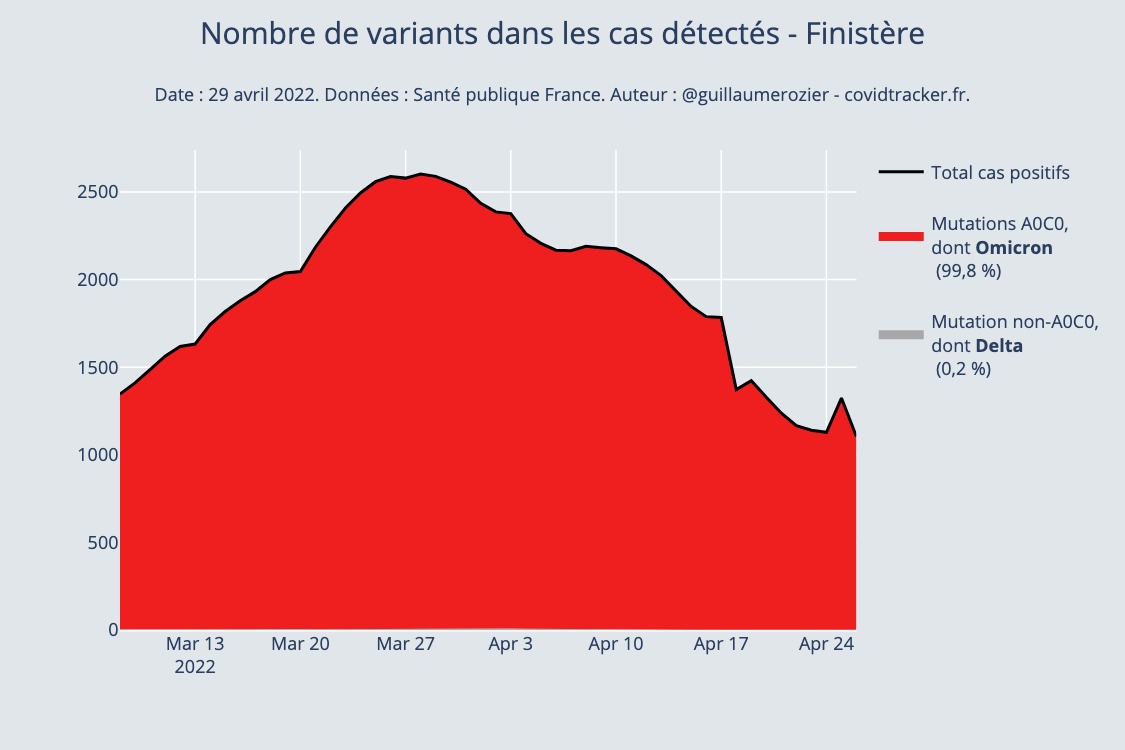 Nombre de variants dans les cas détectés - Finistère
Date : 29 avril 2022. Données : Santé publique France. Auteur : @guillaumerozier - covidtracker.fr.
Total cas positifs
Mutations A0C0,
dont Omicron
(99,8 %)
Mutation non-A0C0,
dont Delta
(0,2 %)
2500
2000
1500
1000
500
0
Mar 13
2022
Mar 20
Mar 27
Apr 3
Apr 10
Apr 17
Apr 24